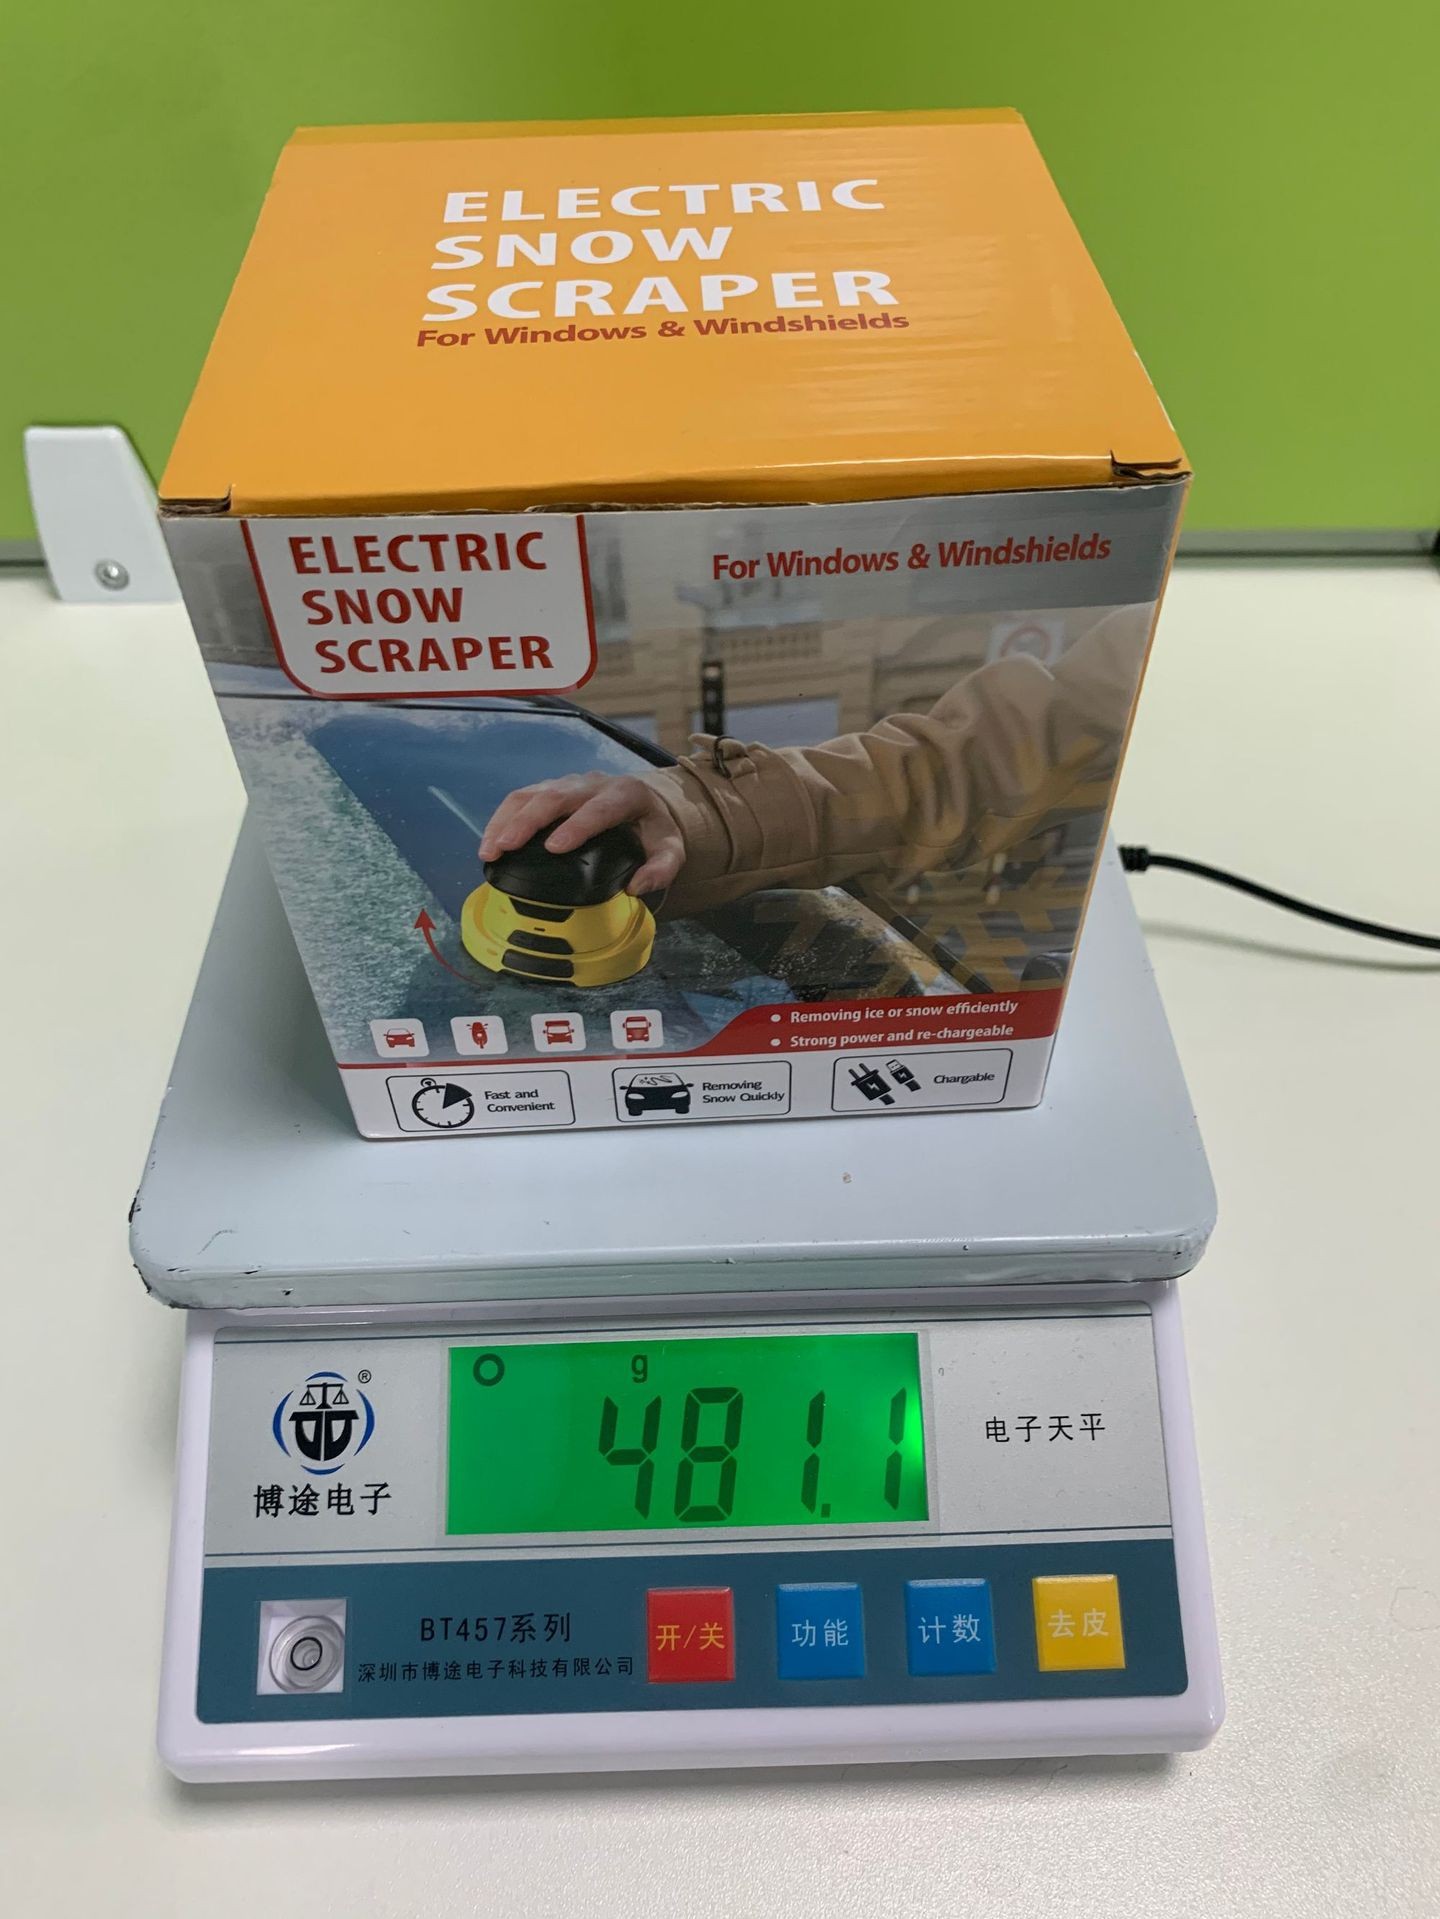 ELECTRIC
SNOW
SCRAPER
For Windows & Windshields
ELECTRIC
SNOW
SCRAPER
For Windows & Windshields
Removing ice or snow efficiently
Strong power and re-chargeable
Fast and
Convenient
Removing
Snow Quickly
Chargable
®
博途电子
g
481.1
电子天平
BT457系列
深圳市博途电子科技有限公司
开/关
功能
计数
去皮